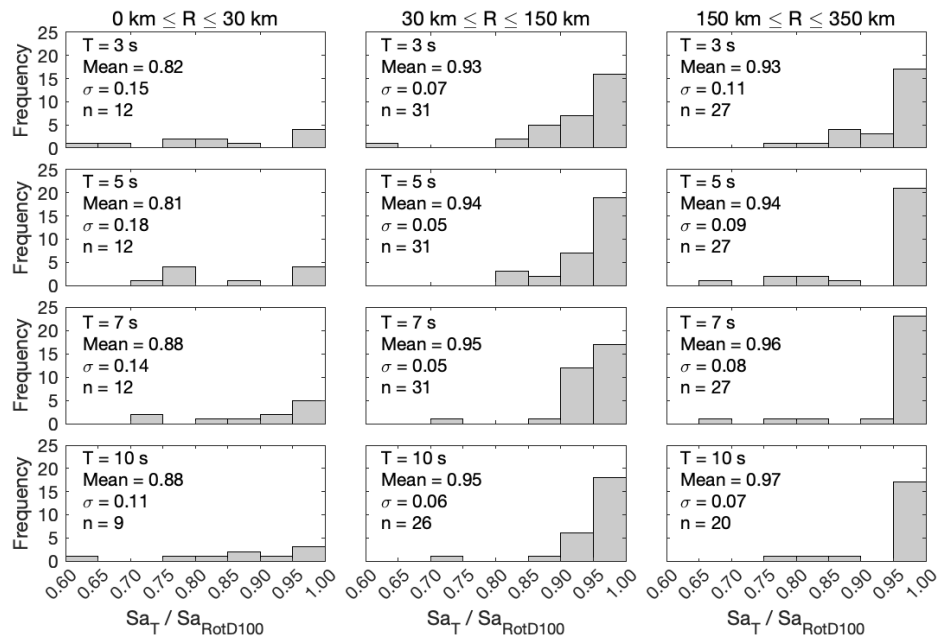 0 km ≤ R ≤ 30 km
30 km ≤ R ≤ 150 km
150 km ≤ R ≤ 350 km
Frequency
25
20
15
10
5
0
T = 3 s
Mean = 0.82
σ = 0.15
n = 12
T = 3 s
Mean = 0.93
σ = 0.07
n = 31
T = 3 s
Mean = 0.93
σ = 0.11
n = 27
Frequency
25
20
15
10
5
0
T = 5 s
Mean = 0.81
σ = 0.18
n = 12
T = 5 s
Mean = 0.94
σ = 0.05
n = 31
T = 5 s
Mean = 0.94
σ = 0.09
n = 27
Frequency
25
20
15
10
5
0
T = 7 s
Mean = 0.88
σ = 0.14
n = 12
T = 7 s
Mean = 0.95
σ = 0.05
n = 31
T = 7 s
Mean = 0.96
σ = 0.08
n = 27
Frequency
25
20
15
10
5
0
T = 10 s
Mean = 0.88
σ = 0.11
n = 9
T = 10 s
Mean = 0.95
σ = 0.06
n = 26
T = 10 s
Mean = 0.97
σ = 0.07
n = 20
0.60 0.65 0.70 0.75 0.80 0.85 0.90 0.95 1.00
0.60 0.65 0.70 0.75 0.80 0.85 0.90 0.95 1.00
0.60 0.65 0.70 0.75 0.80 0.85 0.90 0.95 1.00
Sa_T / Sa_RotD100
Sa_T / Sa_RotD100
Sa_T / Sa_RotD100